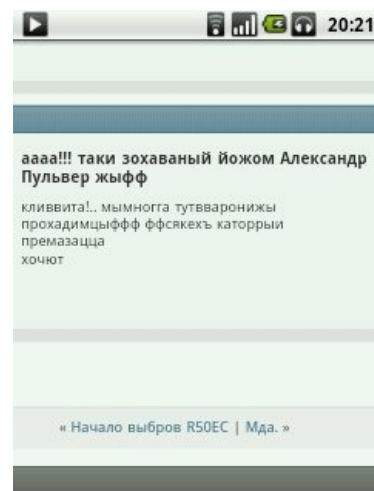 20:21
аааа!!! таки зохаваный йожом Александр
Пульвер жыфф
кливвита!.. мымногга тутвваронижы
прохадимцыффф ффсякехъ каторрыи
премазацца
хочют
« Начало выбров R50EC | Мда. »